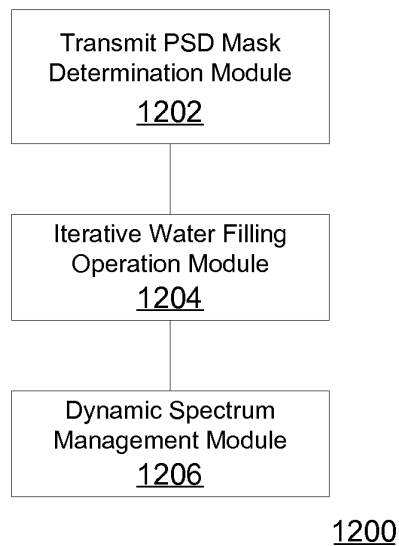 Transmit PSD Mask
Determination Module
1202
Iterative Water Filling
Operation Module
1204
Dynamic Spectrum
Management Module
1206
1200